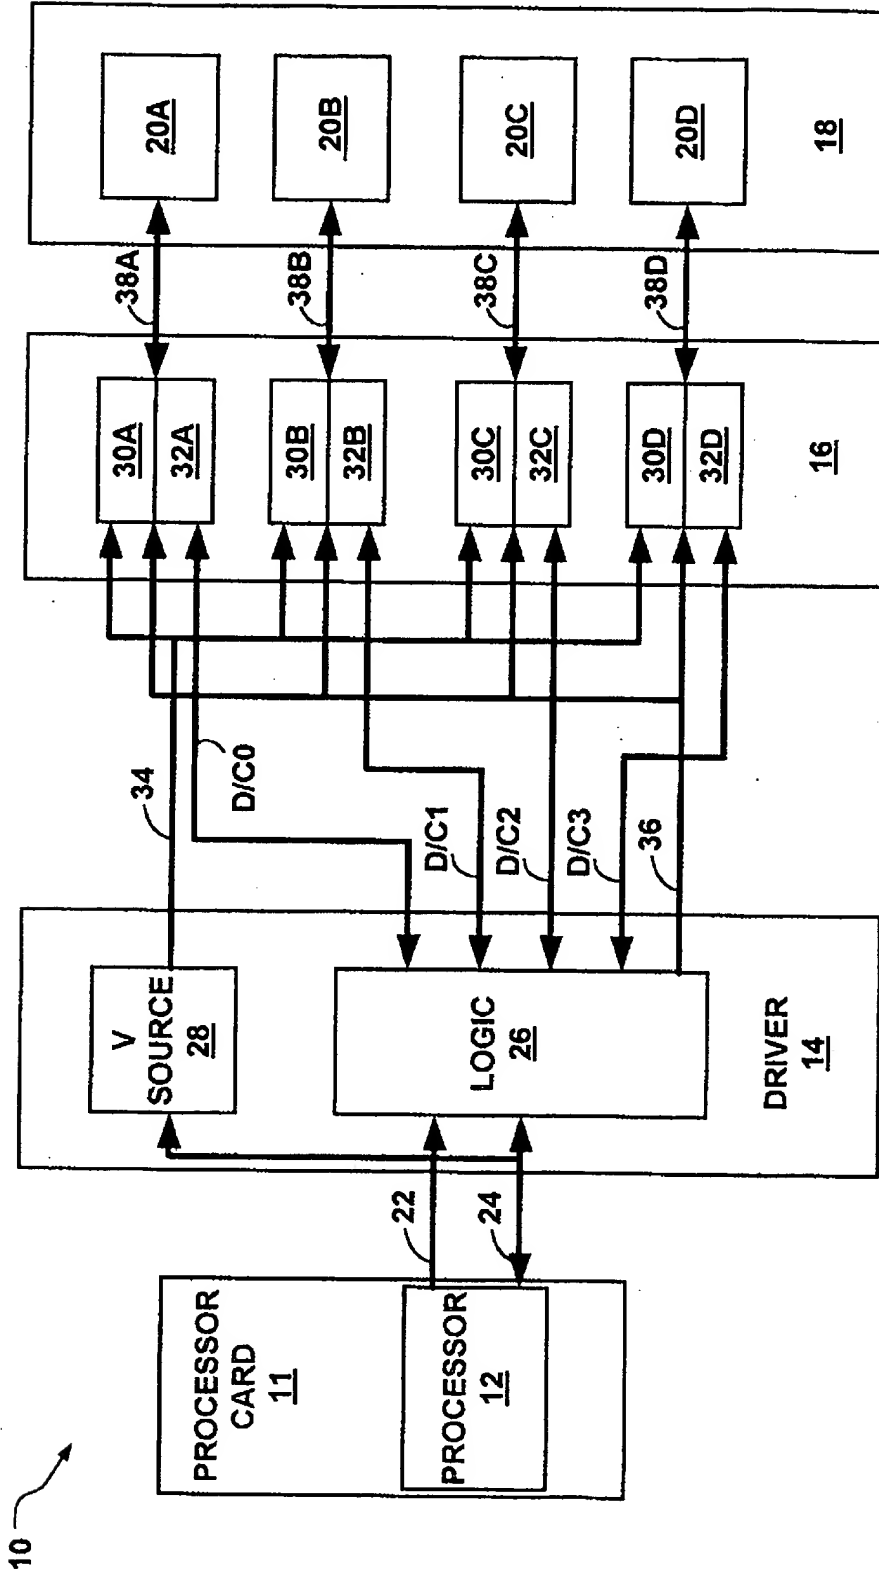 10
PROCESSOR
CARD
11
PROCESSOR
12
22
24
V
SOURCE
28
LOGIC
26
DRIVER
14
34
D/C0
D/C1
D/C2
D/C3
36
30A
32A
30B
32B
30C
32C
30D
32D
16
38A
38B
38C
38D
20A
20B
20C
20D
18